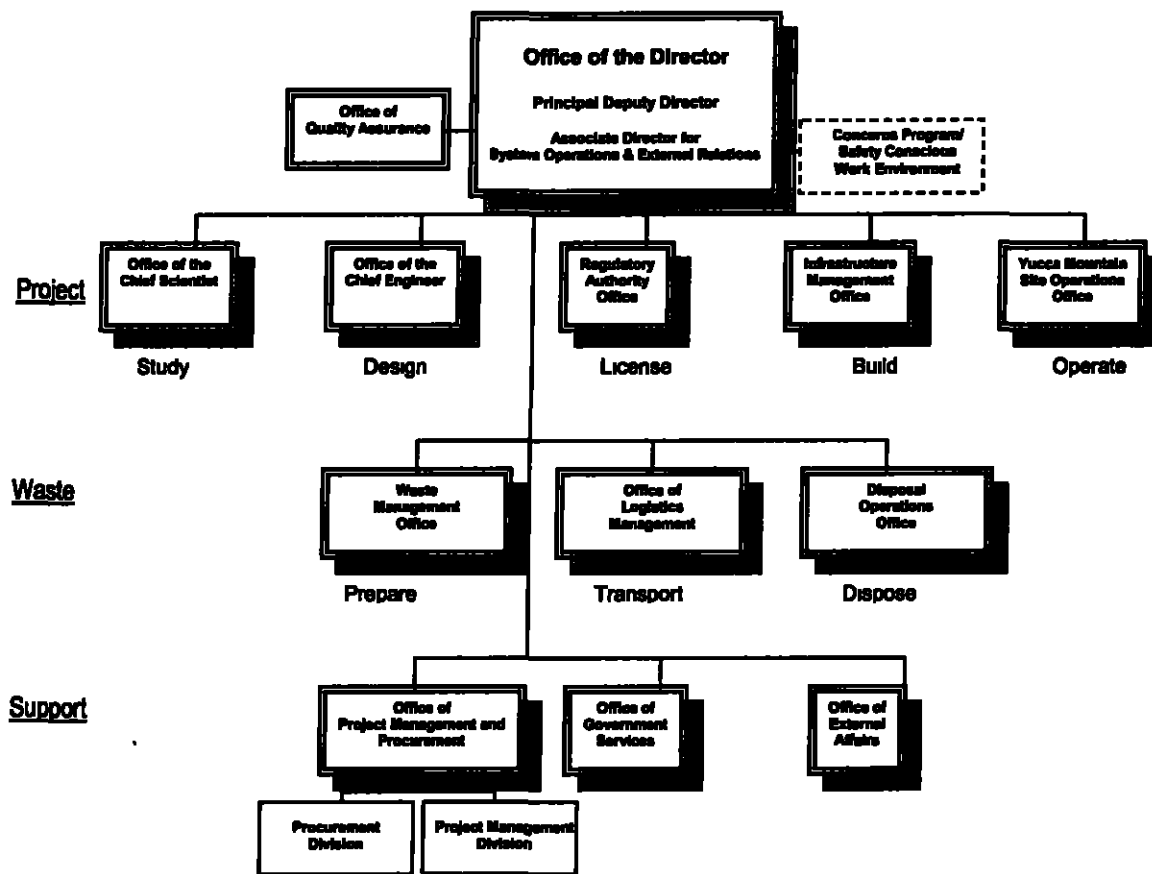 Office of the Director
Principal Deputy Director
Associate Director for
System Operations & External Relations
Office of
Quality Assurance
Concerns Program/
Safety Conscious
Work Environment
Project
Office of the
Chief Scientist
Office of the
Chief Engineer
Regulatory
Authority
Office
Infrastructure
Management
Office
Yucca Mountain
Site Operations
Office
Study
Design
License
Build
Operate
Waste
Waste
Management
Office
Office of
Logistics
Management
Disposal
Operations
Office
Prepare
Transport
Dispose
Support
Office of
Project Management and
Procurement
Office of
Government
Services
Office of
External
Affairs
Procurement
Division
Project Management
Division